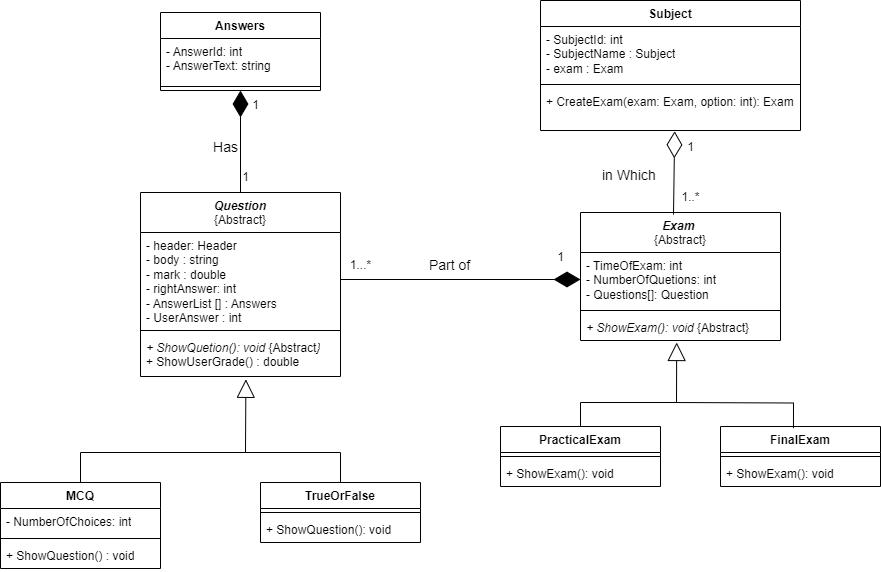 Answers
- AnswerId: int
- AnswerText: string
1
Has
1
Subject
- SubjectId: int
- SubjectName : Subject
- exam : Exam
+ CreateExam(exam: Exam, option: int): Exam
1
in Which
1..*
Question
{Abstract}
- header: Header
- body : string
- mark : double
- rightAnswer: int
- AnswerList [] : Answers
- UserAnswer : int
+ ShowQuetion(): void {Abstract}
+ ShowUserGrade() : double
1...*
Part of
1
Exam
{Abstract}
- TimeOfExam: int
- NumberOfQuetions: int
- Questions[]: Question
+ ShowExam(): void {Abstract}
PracticalExam
+ ShowExam(): void
FinalExam
+ ShowExam(): void
MCQ
- NumberOfChoices: int
+ ShowQuestion() : void
TrueOrFalse
+ ShowQuestion(): void